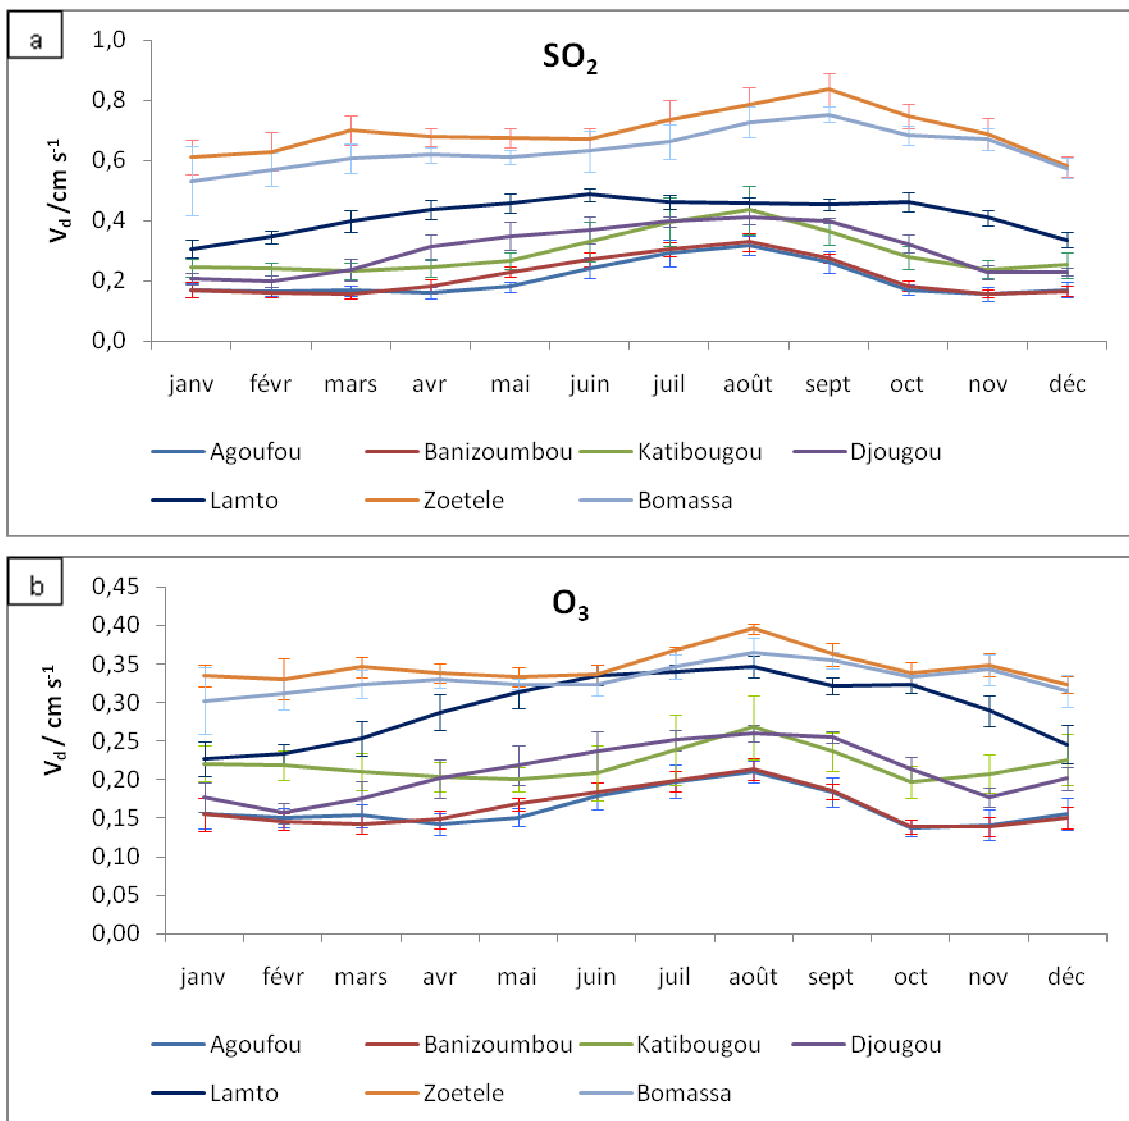 a
SO2
1,0
0,8
0,6
0,4
0,2
0,0
Vd /cm s-1
janv févr mars avr mai juin juil août sept oct nov déc
Agoufou Banizoumbou Katibougou Djougou
Lamto Zoetele Bomassa
b
O3
0,45
0,40
0,35
0,30
0,25
0,20
0,15
0,10
0,05
0,00
Vd / cm s-1
janv févr mars avr mai juin juil août sept oct nov déc
Agoufou Banizoumbou Katibougou Djougou
Lamto Zoetele Bomassa